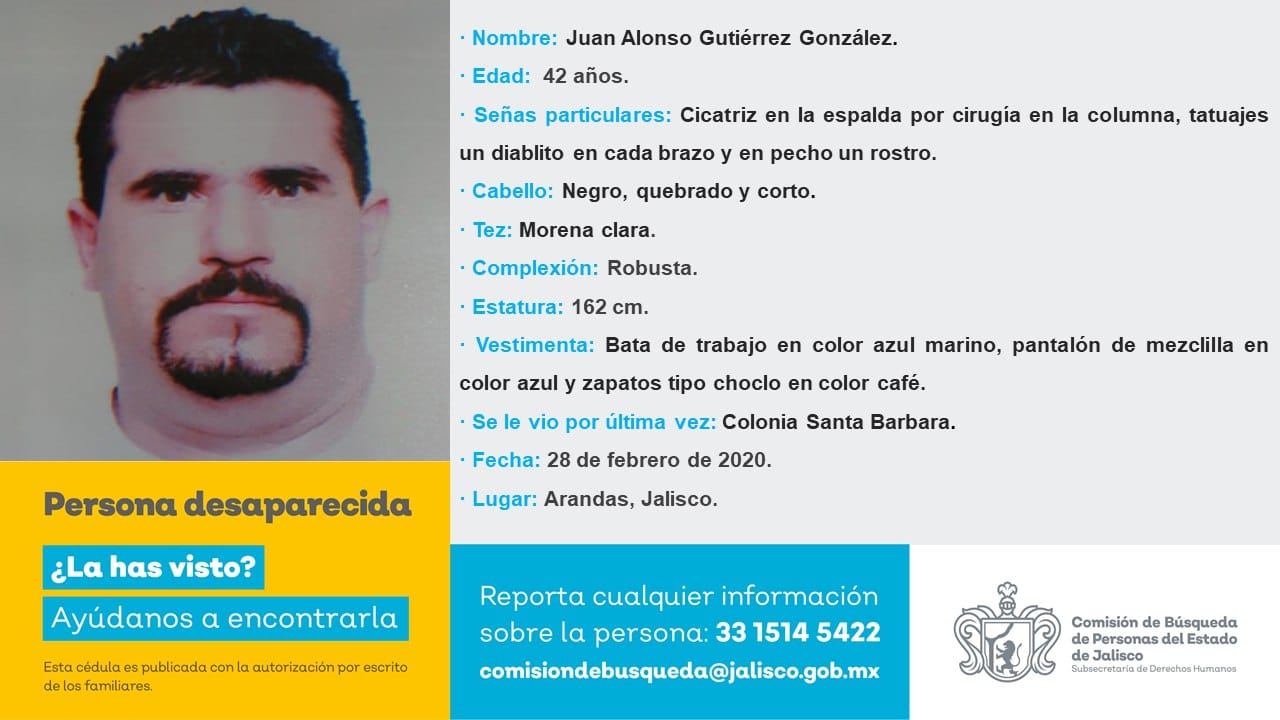 · Nombre: Juan Alonso Gutiérrez González.
· Edad: 42 años.
· Señas particulares: Cicatriz en la espalda por cirugía en la columna, tatuajes
un diablito en cada brazo y en pecho un rostro.
· Cabello: Negro, quebrado y corto.
· Tez: Morena clara.
· Complexión: Robusta.
· Estatura: 162 cm.
· Vestimenta: Bata de trabajo en color azul marino, pantalón de mezclilla en
color azul y zapatos tipo choclo en color café.
· Se le vio por última vez: Colonia Santa Barbara.
· Fecha: 28 de febrero de 2020.
· Lugar: Arandas, Jalisco.
Persona desaparecida
¿La has visto?
Ayúdanos a encontrarla
Esta cédula es publicada con la autorización por escrito
de los familiares.
Reporta cualquier información
sobre la persona: 33 1514 5422
comisiondebusqueda@jalisco.gob.mx
Comisión de Búsqueda
de Personas del Estado
de Jalisco
Subsecretaría de Derechos Humanos